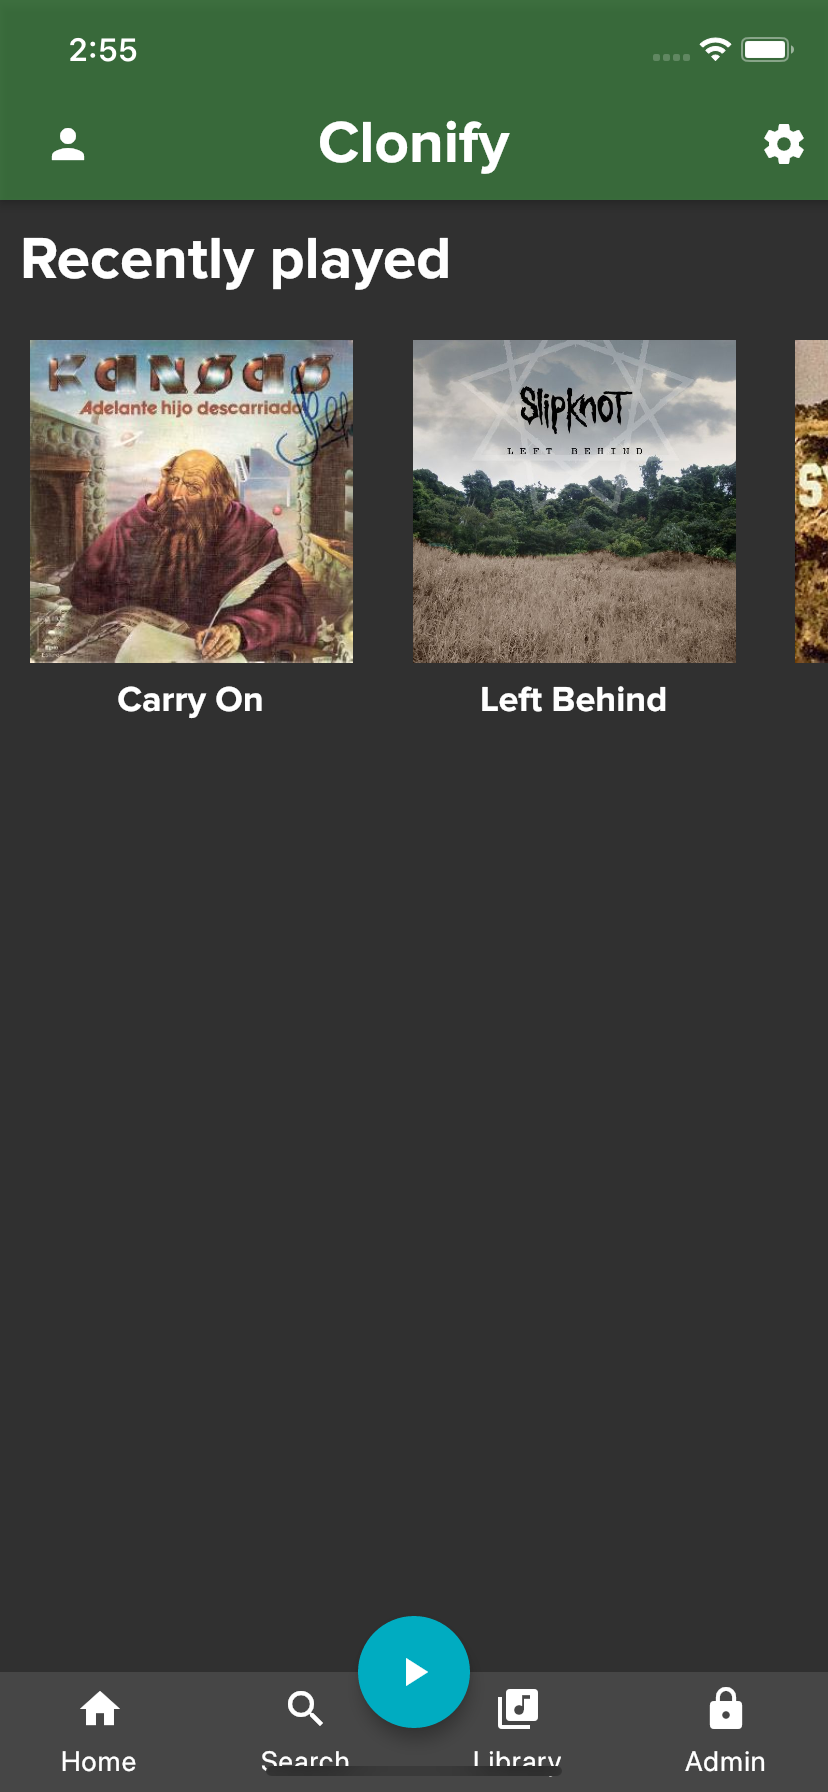 2:55
Clonify
Recently played
KANSAS
Adelante hijo descarriado
SlipknoT
LEFT BEHIND
Carry On
Left Behind
Home
Search
Library
Admin